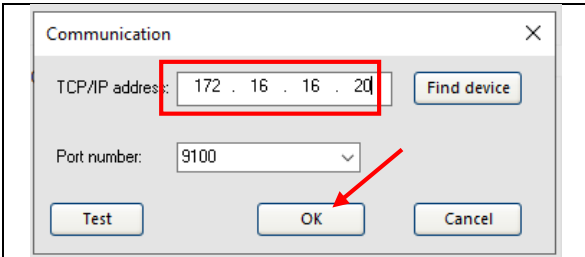 Communication
TCP/IP address: 172 . 16 . 16 . 20 Find device
Port number: 9100
Test OK Cancel